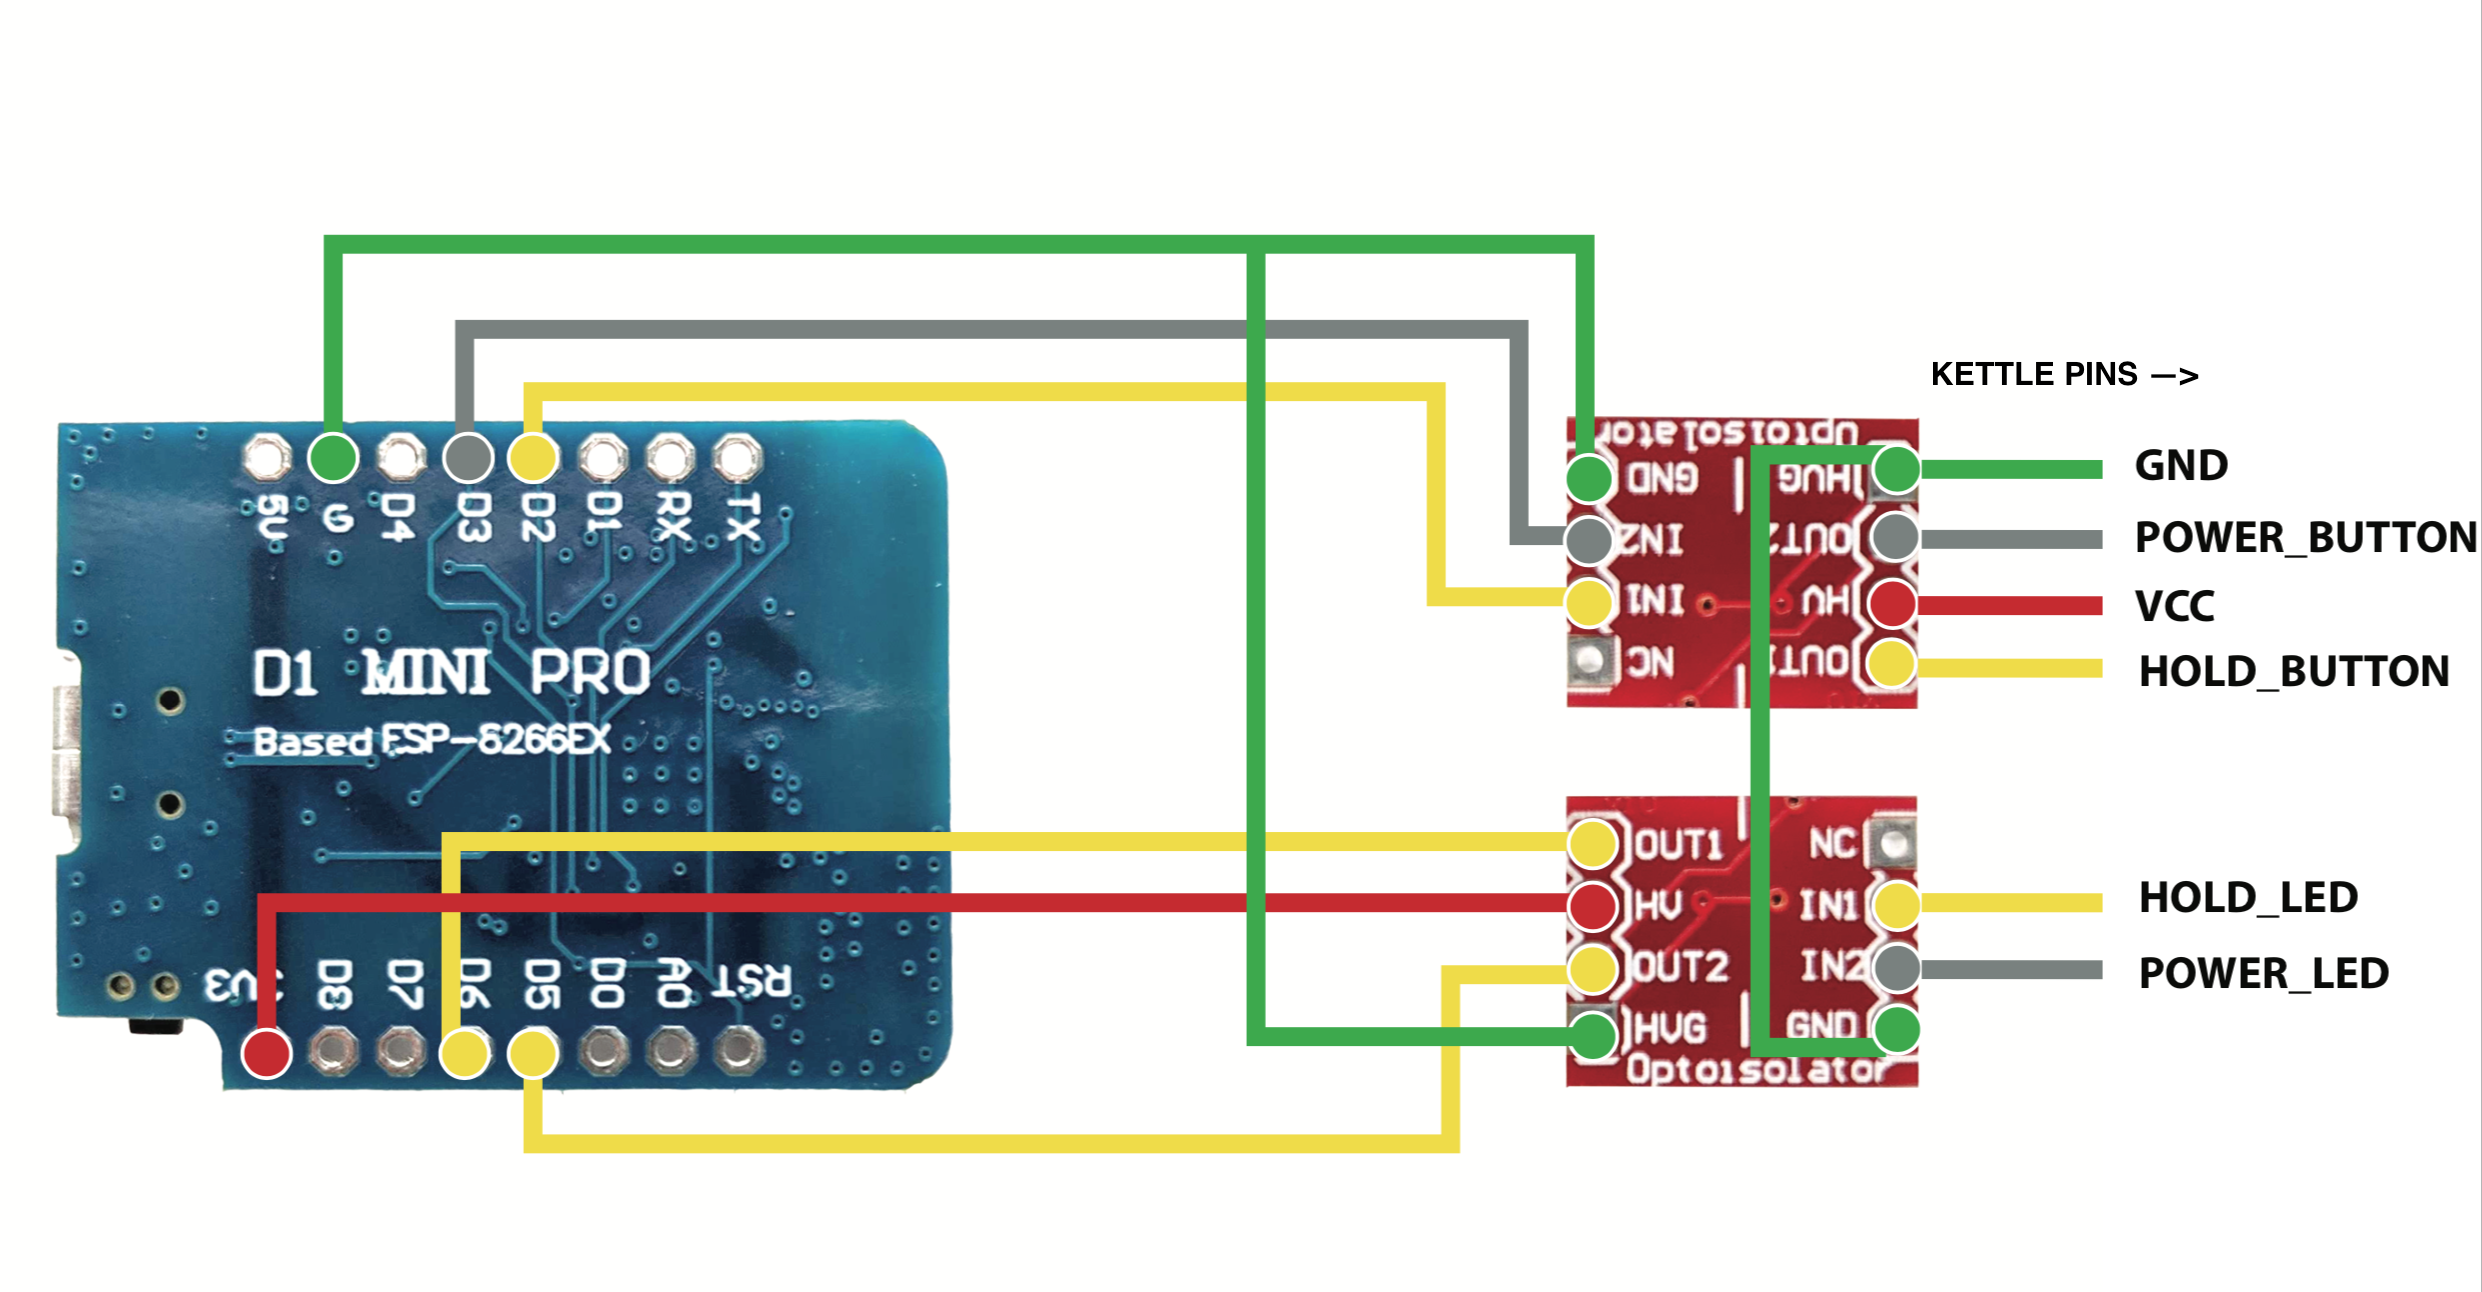 KETTLE PINS —>
Optoisolator
GND
HVG
GND
5V
G
D4
D3
D2
D1
RX
TX
IN2
OUT2
POWER_BUTTON
IN1
HV
VCC
NC
OUT1
HOLD_BUTTON
D1 MINI PRO
Based ESP-8266EX
OUT1
NC
HV
IN1
HOLD_LED
OUT2
IN2
POWER_LED
3V3
D8
D7
D6
D5
D0
A0
RST
HVG
GND
Optoisolator